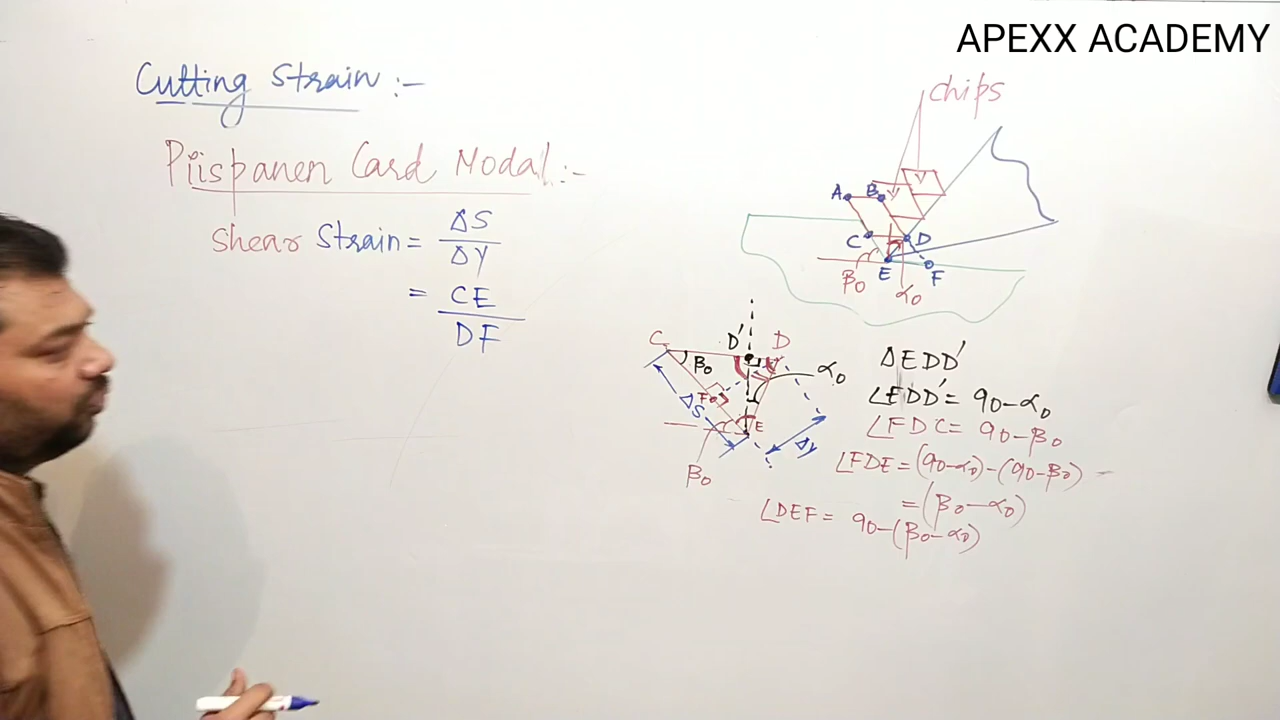 APEXX ACADEMY
Cutting Strain :-
Piispanen Card Modal :-
Shear Strain = ΔS
ΔY
= CE
DF
chips
A B
C D
E F
β₀ α₀
C D' D
β₀ α₀
F
ΔS E ΔY
β₀
ΔEDD'
∠EDD' = 90-α₀
∠FDC = 90-β₀
∠FDE = (90-α₀)-(90-β₀)
= (β₀-α₀)
∠DEF = 90-(β₀-α₀)